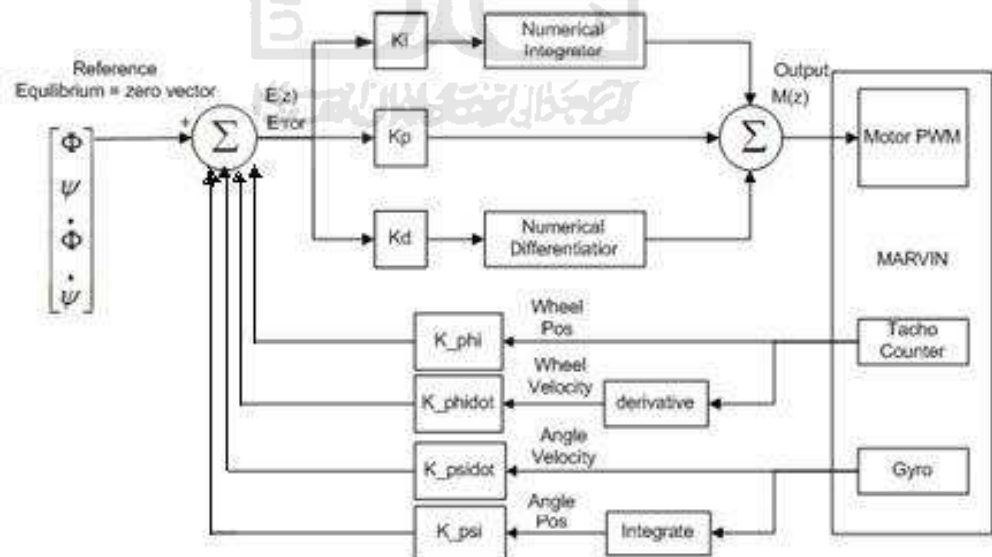 Reference
Equilibrium = zero vector
Φ
ψ
Φ̇
ψ̇
+
Σ
E(z)
Error
Ki
Numerical
Integrator
Kp
Kd
Numerical
Differentiatior
Σ
Output
M(z)
Motor PWM
MARVIN
Tacho
Counter
Gyro
Wheel
Pos
K_phi
Wheel
Velocity
K_phidot
derivative
Angle
Velocity
K_psidot
Angle
Pos
K_psi
Integrate